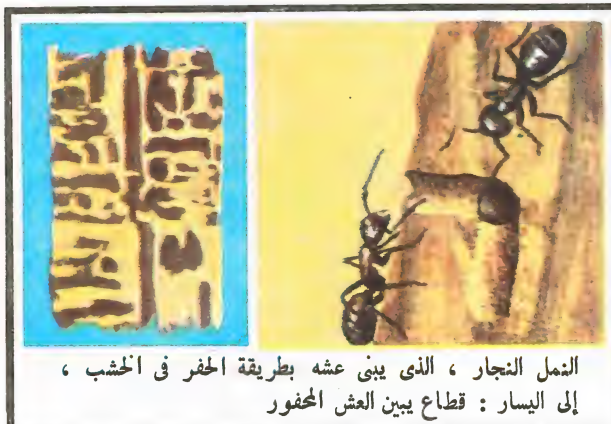 النمل النجار ، الذى يبنى عشه بطريقة الحفر فى الخشب ،
إلى اليسار : قطاع يبين العش المحفور